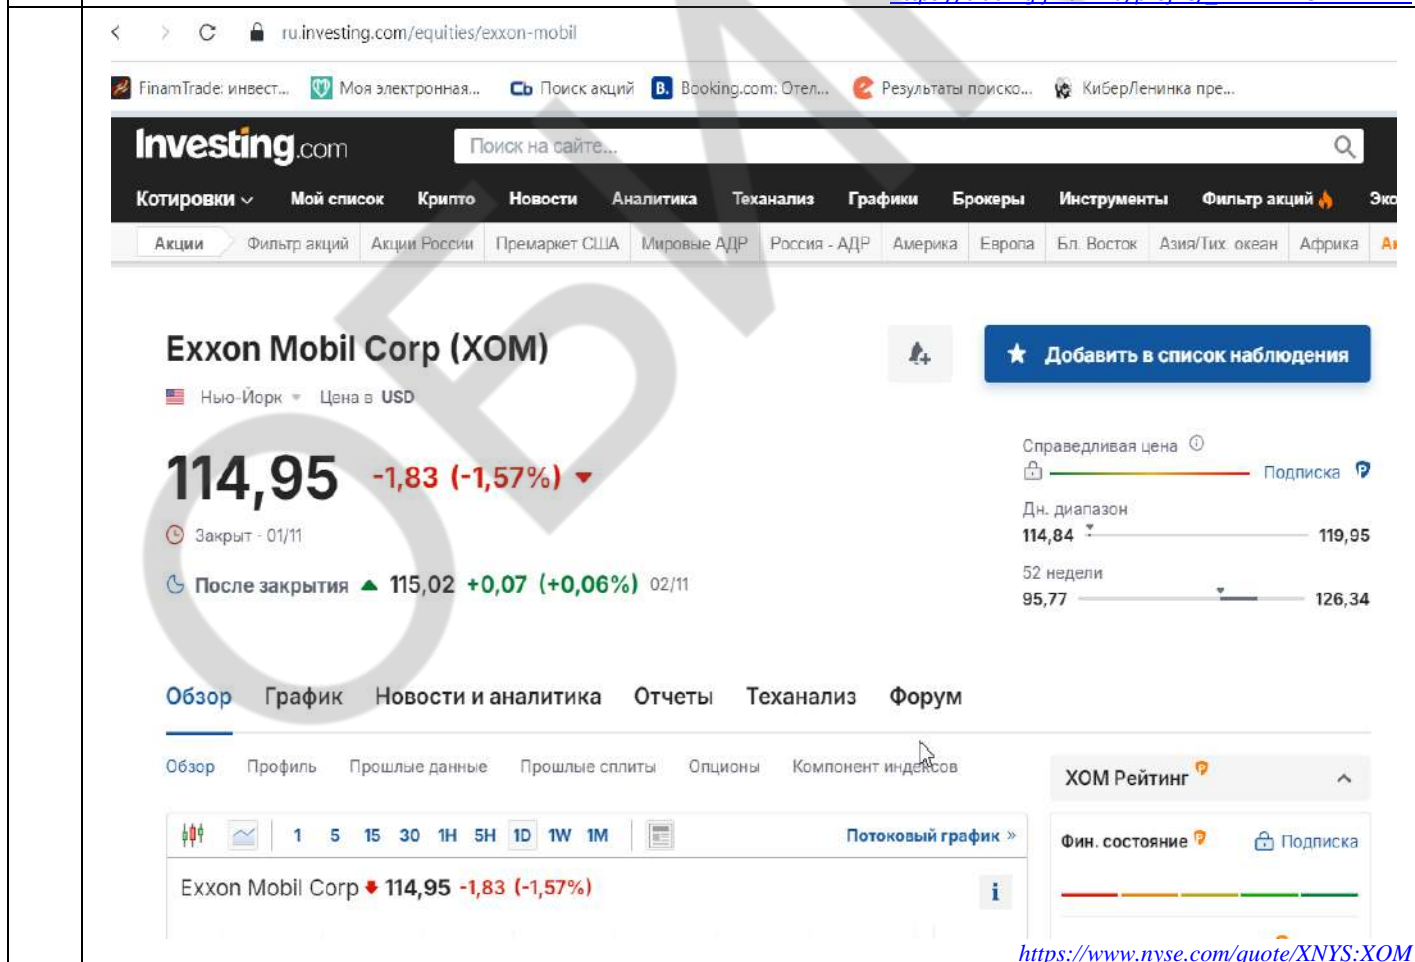 ru.investing.com/equities/exxon-mobil
FinamTrade: инвест... Моя электронная... Сь Поиск акций B. Booking.com: Отел... Результаты поиско... КиберЛенинка пре...
Investing.com Поиск на сайте...
Котировки Мой список Крипто Новости Аналитика Теханализ Графики Брокеры Инструменты Фильтр акций Эко
Акции Фильтр акций Акции России Премаркет США Мировые АДР Россия - АДР Америка Европа Бл. Восток Азия/Тих. океан Африка Ак
Exxon Mobil Corp (XOM) Добавить в список наблюдения
Нью-Йорк Цена в USD
Справедливая цена
114,95 -1,83 (-1,57%) Подписка
Дн. диапазон
Закрыт - 01/11 114,84 119,95
52 недели
После закрытия 115,02 +0,07 (+0,06%) 02/11 95,77 126,34
Обзор График Новости и аналитика Отчеты Теханализ Форум
Обзор Профиль Прошлые данные Прошлые сплиты Опционы Компонент индексов
XOM Рейтинг
1 5 15 30 1H 5H 1D 1W 1M Потоковый график »
Фин. состояние Подписка
Exxon Mobil Corp 114,95 -1,83 (-1,57%)
https://www.nyse.com/quote/XNYS:XOM